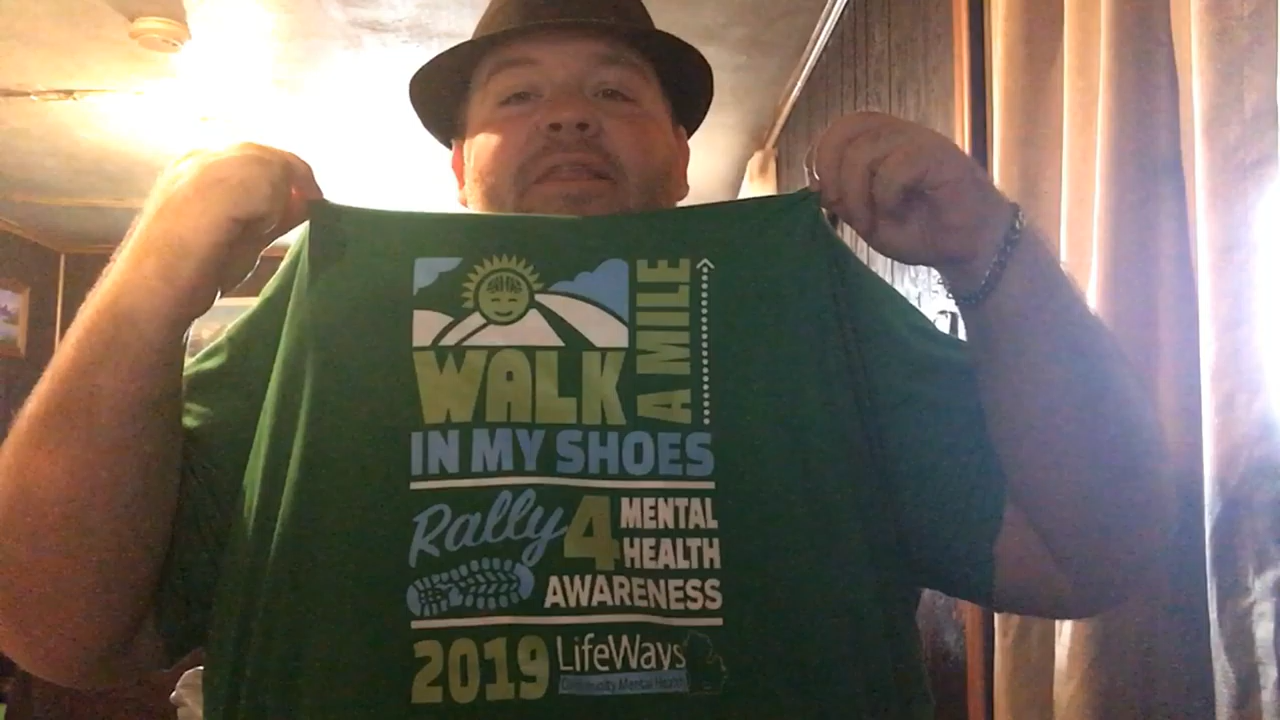 WALK
A MILE
IN MY SHOES
Rally 4 MENTAL
HEALTH
AWARENESS
2019 LifeWays
Community Mental Health